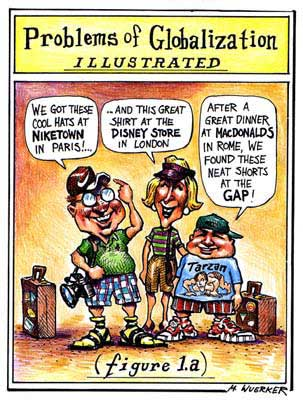 Problems of Globalization
ILLUSTRATED
WE GOT THESE
COOL HATS AT
NIKETOWN
IN PARIS!...
...AND THIS GREAT
SHIRT AT THE
DISNEY STORE
IN LONDON
AFTER A
GREAT DINNER
AT MACDONALDS
IN ROME, WE
FOUND THESE
NEAT SHORTS
AT THE
GAP!
Tarzan
(figure 1.a)
M. WUERKER